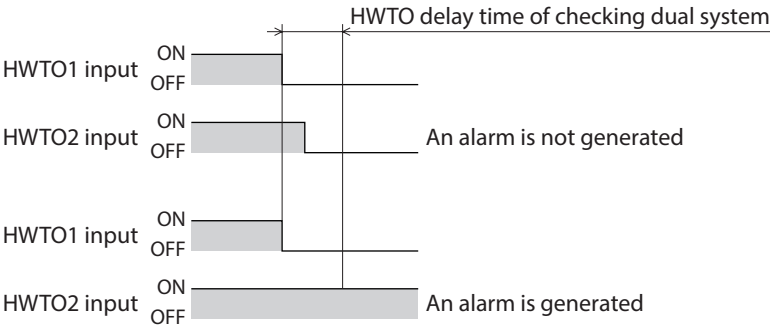 HWTO delay time of checking dual system
HWTO1 input ON
OFF
HWTO2 input ON
OFF
An alarm is not generated
HWTO1 input ON
OFF
HWTO2 input ON
OFF
An alarm is generated